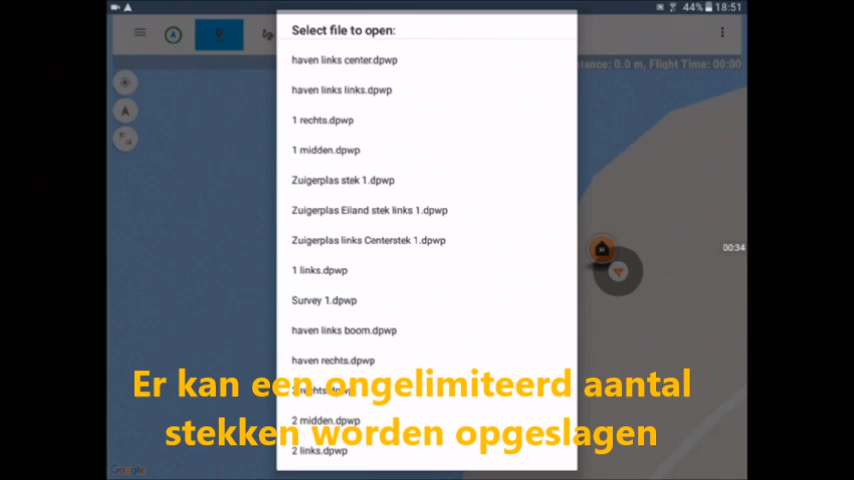 44% 18:51
Select file to open:
stance: 0.0 m, Flight Time: 00:00
haven links center.dpwp
haven links links.dpwp
1 rechts.dpwp
1 midden.dpwp
Zuigerplas stek 1.dpwp
Zuigerplas Eiland stek links 1.dpwp
Zuigerplas links Centerstek 1.dpwp
00:34
1 links.dpwp
Survey 1.dpwp
haven links boom.dpwp
haven rechts.dpwp
Er kan een ongelimiteerd aantal
2 midden.dpwp
stekken worden opgeslagen
2 links.dpwp
Google